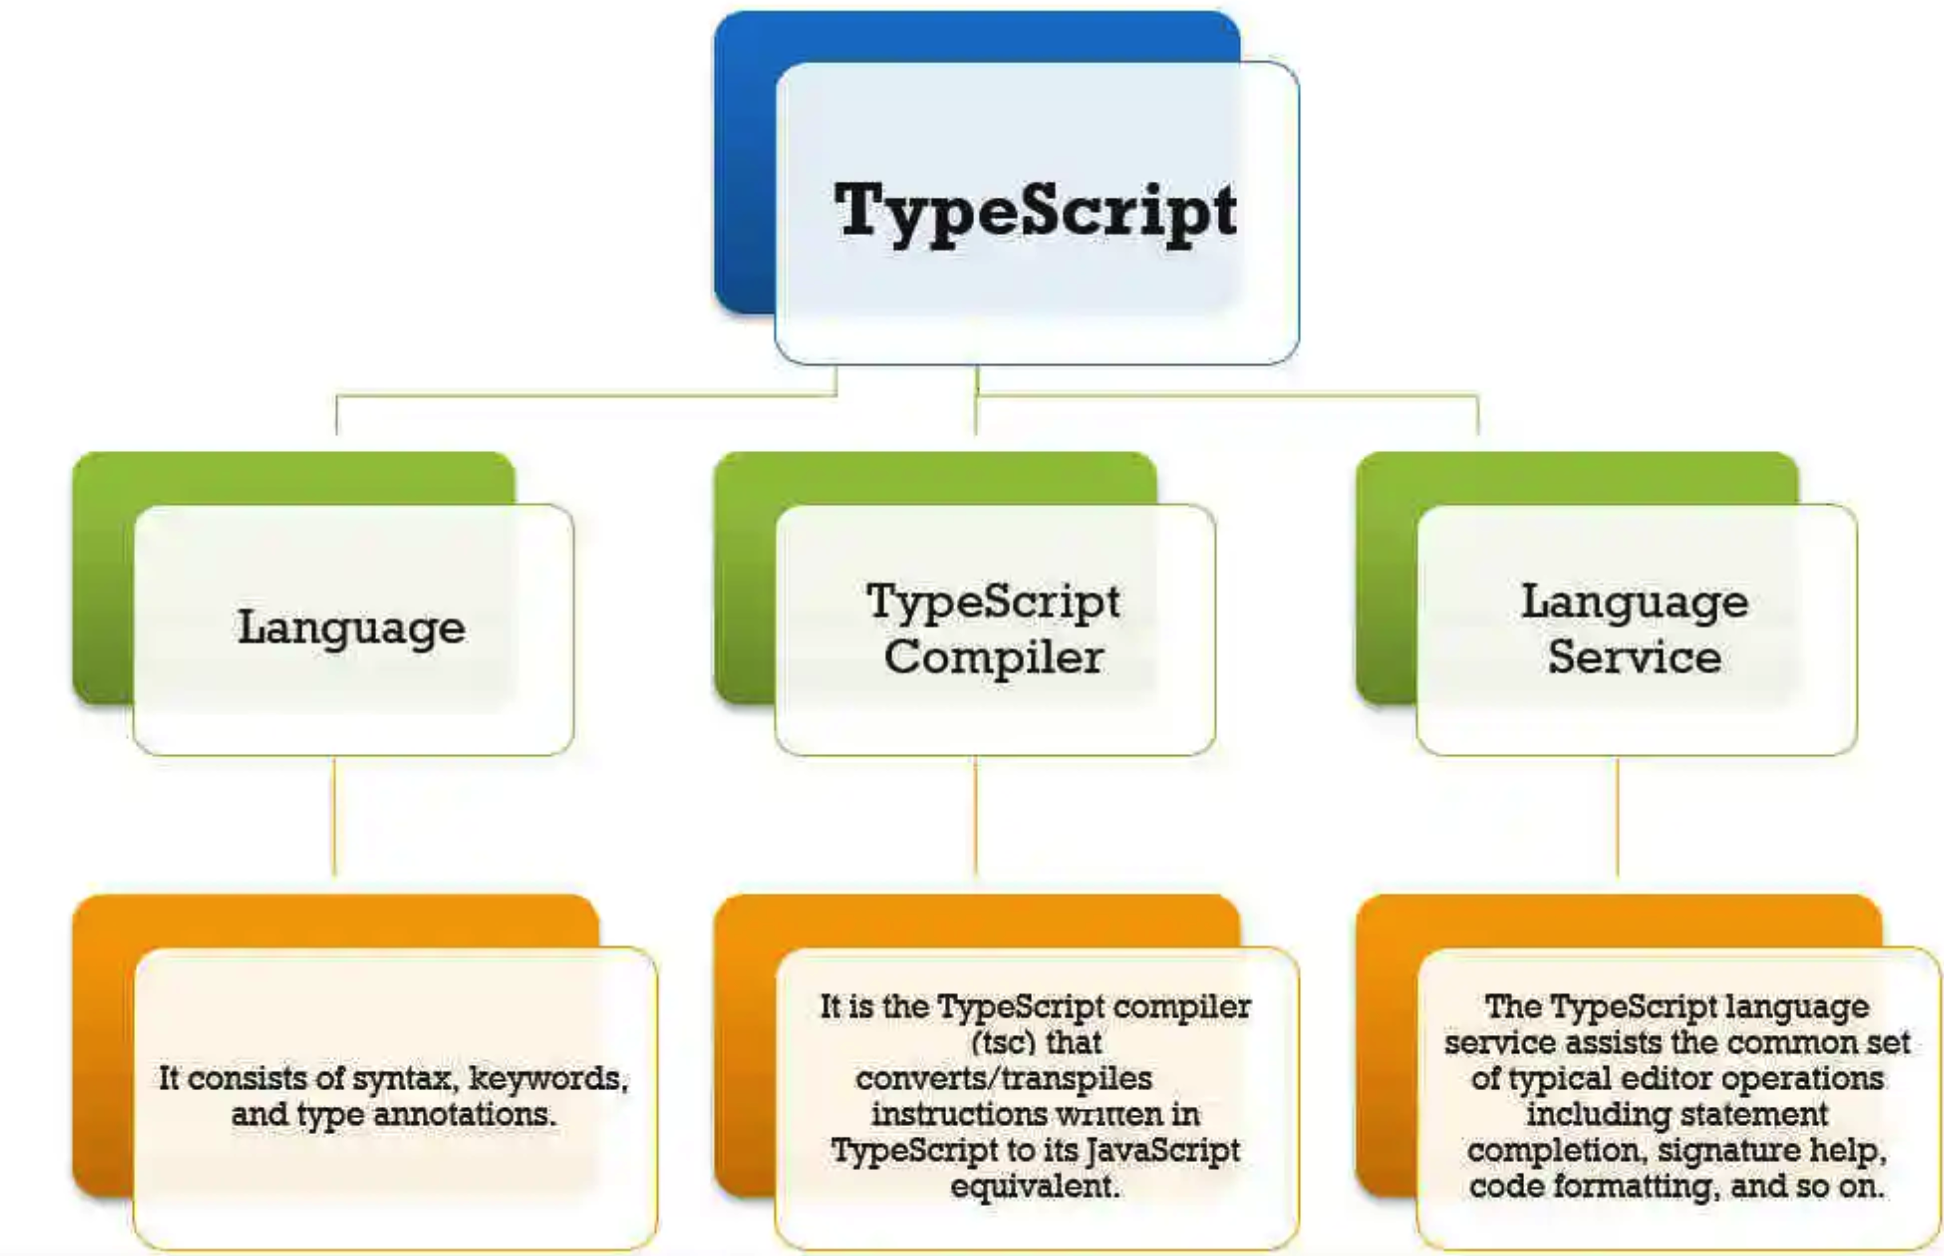 TypeScript
Language
TypeScript
Compiler
Language
Service
It consists of syntax, keywords,
and type annotations.
It is the TypeScript compiler
(tsc) that
converts/transpiles
instructions written in
TypeScript to its JavaScript
equivalent.
The TypeScript language
service assists the common set
of typical editor operations
including statement
completion, signature help,
code formatting, and so on.